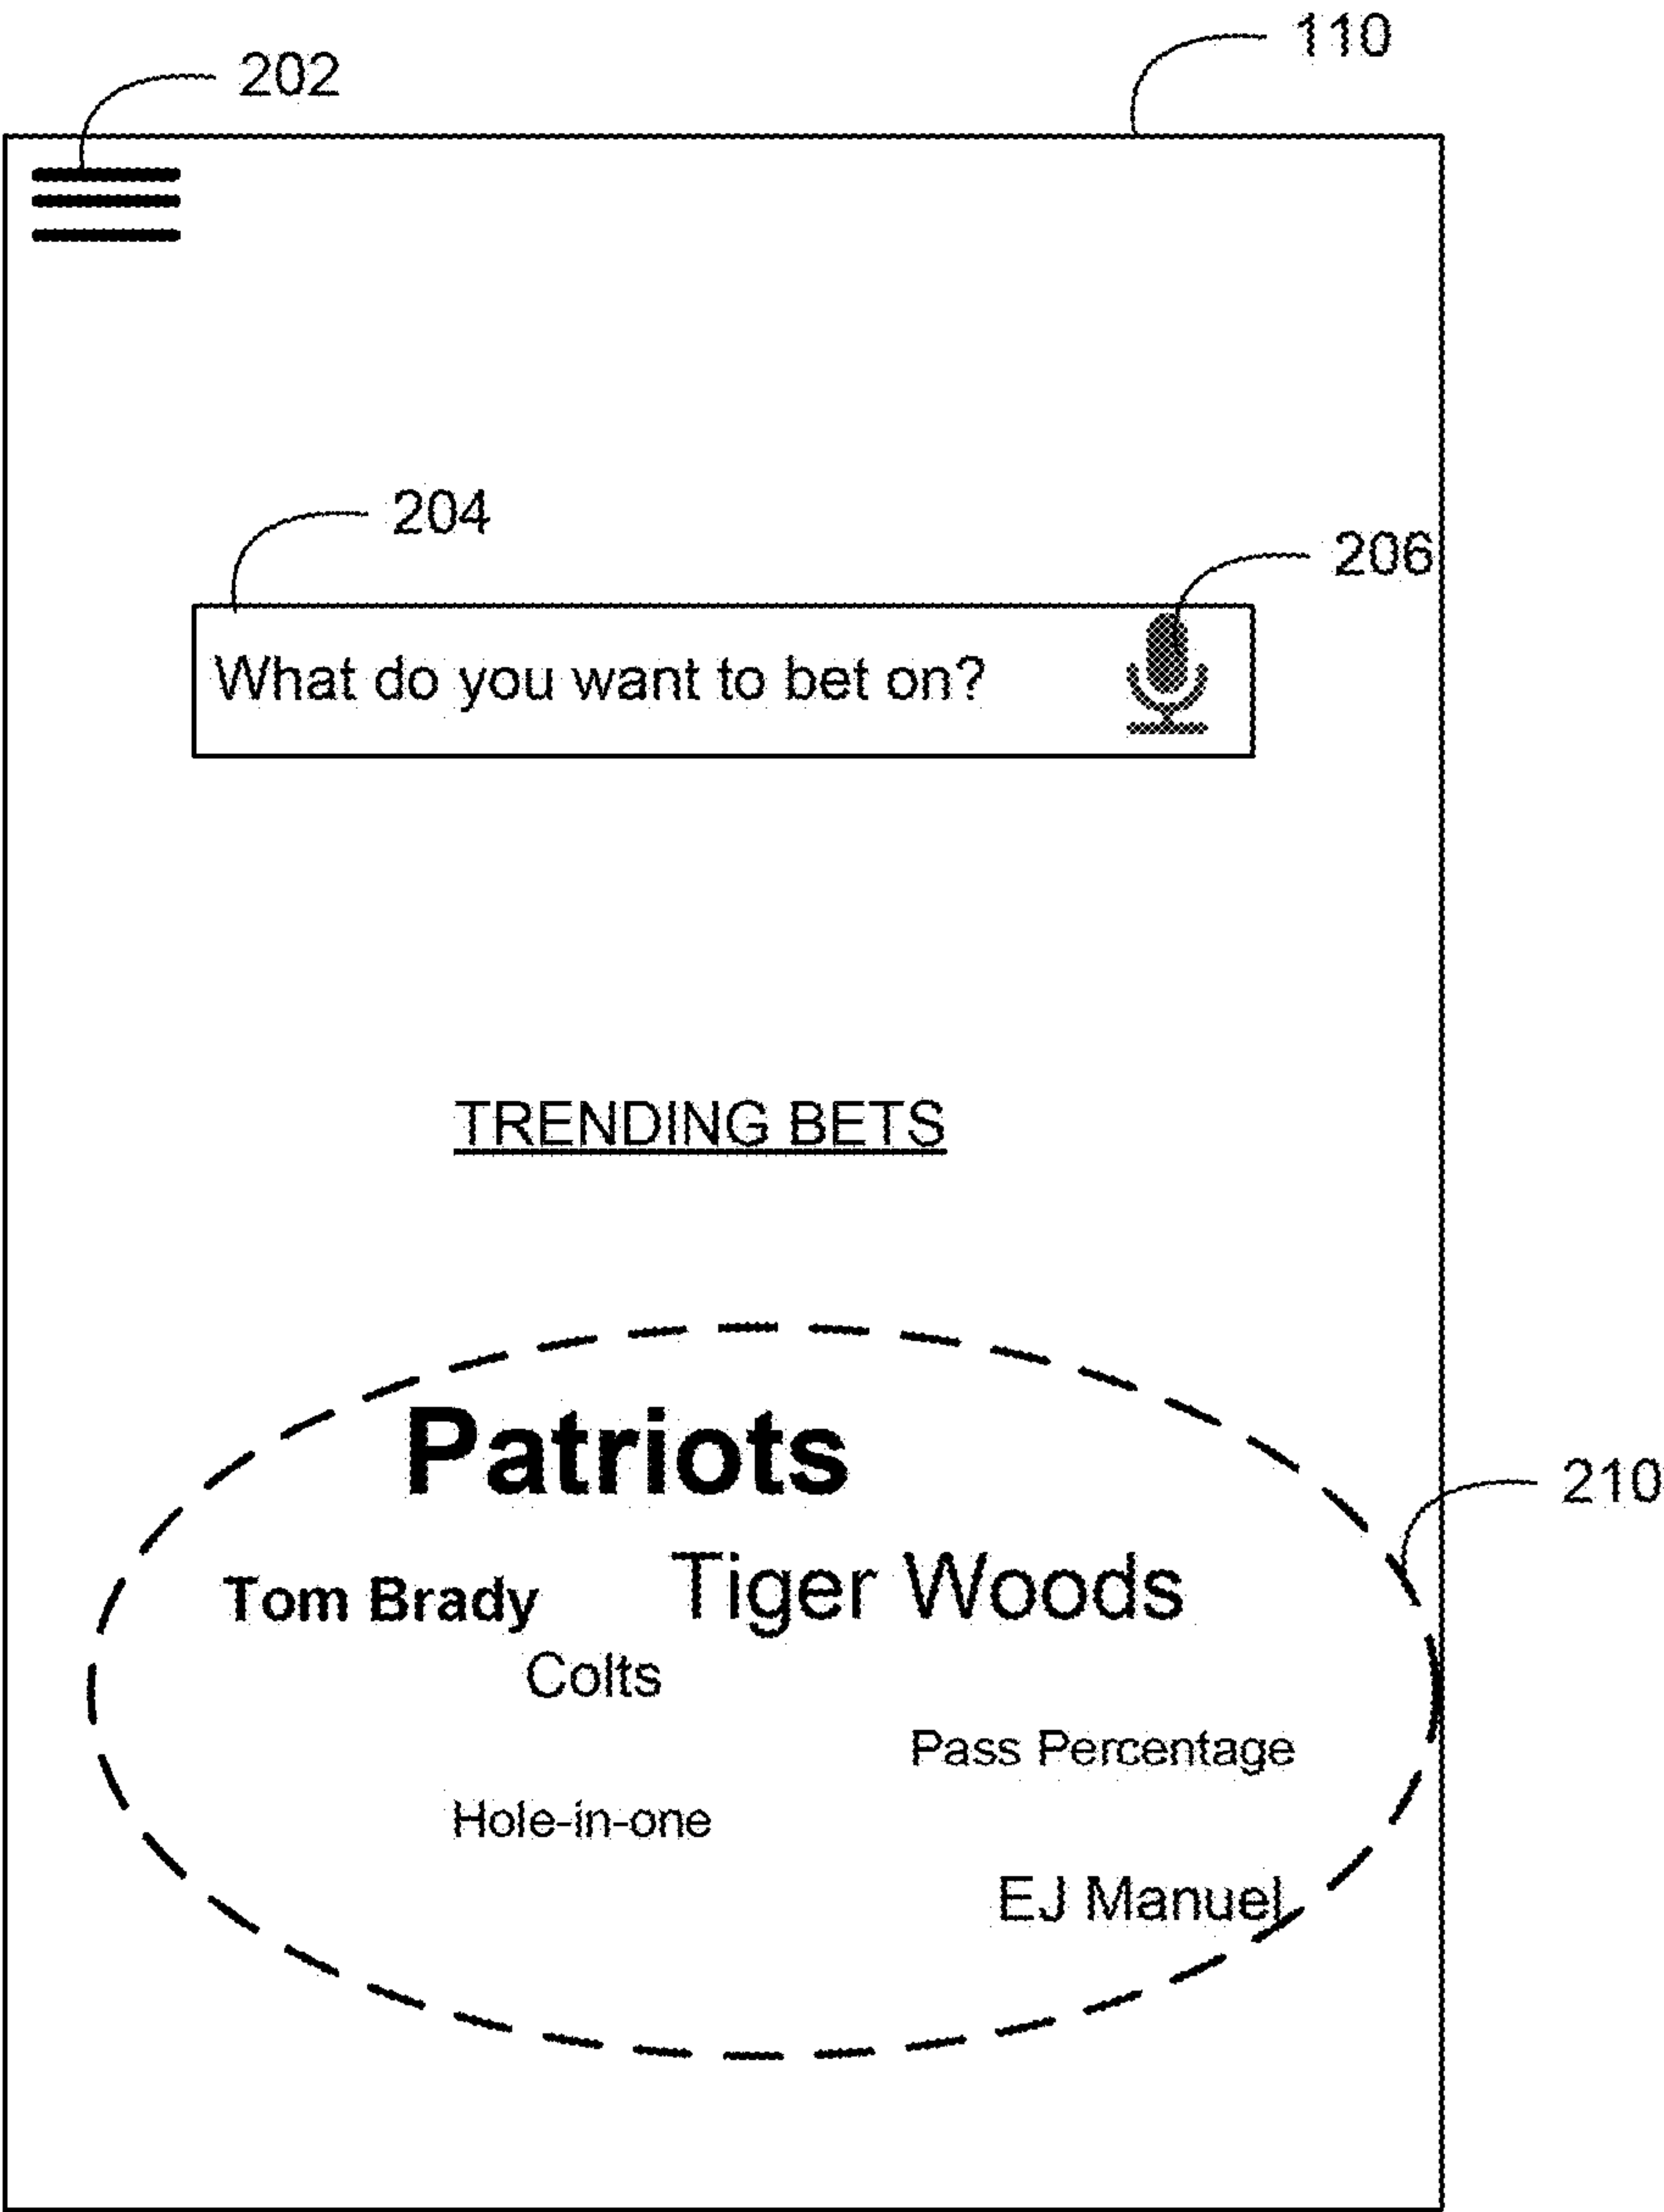 110
202
204
206
What do you want to bet on?
TRENDING BETS
Patriots
210
Tiger Woods
Tom Brady
Colts
Pass Percentage
Hole-in-one
EJ Manuel